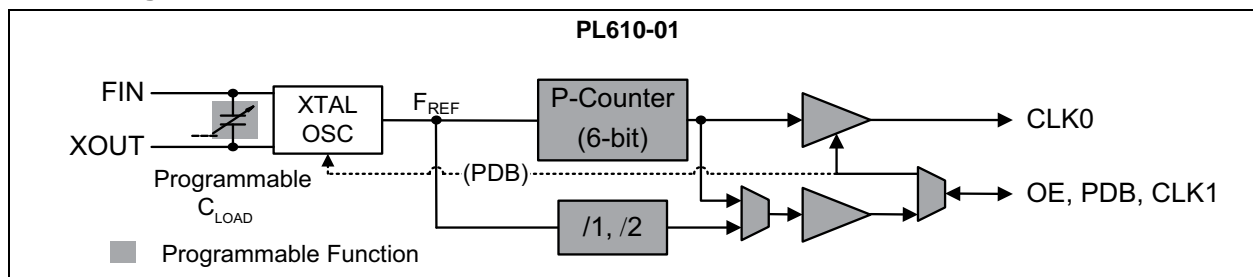 PL610-01
FIN
XOUT
XTAL
OSC
Programmable
CLOAD
FREF
P-Counter
(6-bit)
CLK0
(PDB)
OE, PDB, CLK1
/1, /2
Programmable Function